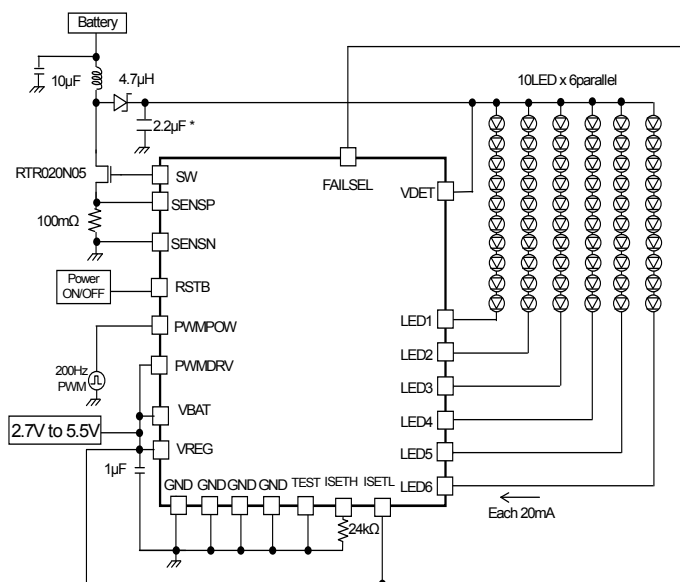 Battery
10µF
4.7µH
10LED x 6parallel
2.2µF *
RTR020N05
SW
FAILSEL
VDET
SENSP
100mΩ
SENSN
Power
ON/OFF
RSTB
LED1
PWMPOW
LED2
200Hz
PWM
PWMDRV
LED3
VBAT
LED4
2.7V to 5.5V
VREG
LED5
1µF
GND GND GND GND TEST ISETH ISETL
LED6
24kΩ
Each 20mA